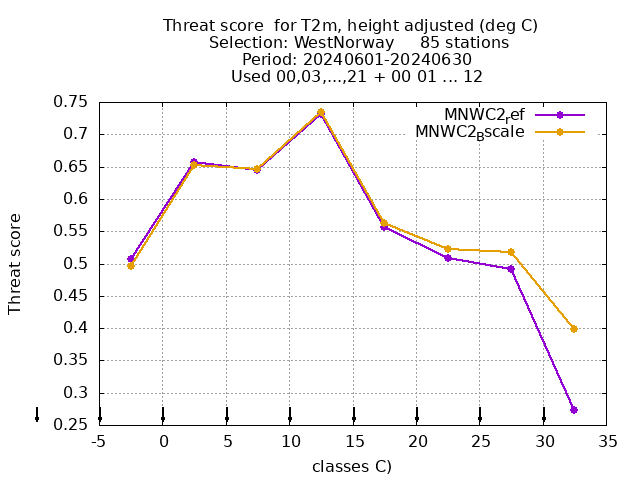 Threat score  for T2m, height adjusted (deg C)
Selection: WestNorway     85 stations
Period: 20240601-20240630
Used 00,03,...,21 + 00 01 ... 12
MNWC2ref
MNWC2Bscale
Threat score
0.75
0.7
0.65
0.6
0.55
0.5
0.45
0.4
0.35
0.3
0.25
-5 0 5 10 15 20 25 30 35
classes C)